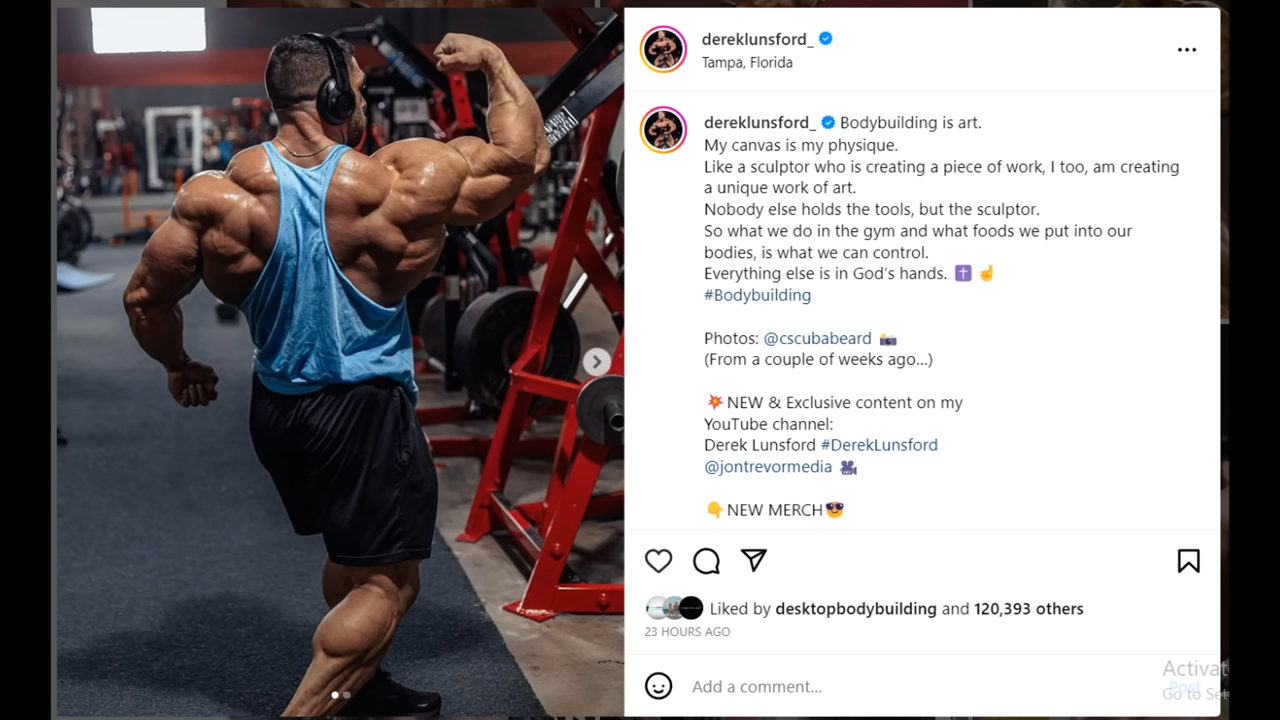 dereklunsford_
Tampa, Florida
dereklunsford_ Bodybuilding is art.
My canvas is my physique.
Like a sculptor who is creating a piece of work, I too, am creating
a unique work of art.
Nobody else holds the tools, but the sculptor.
So what we do in the gym and what foods we put into our
bodies, is what we can control.
Everything else is in God's hands. ✝️ ☝️
#Bodybuilding
Photos: @cscubabeard 📸
(From a couple of weeks ago...)
💥 NEW & Exclusive content on my
YouTube channel:
Derek Lunsford #DerekLunsford
@jontrevormedia 🎥
👇 NEW MERCH😎
Liked by desktopbodybuilding and 120,393 others
23 HOURS AGO
Add a comment...
Post
Activat
Go to Set